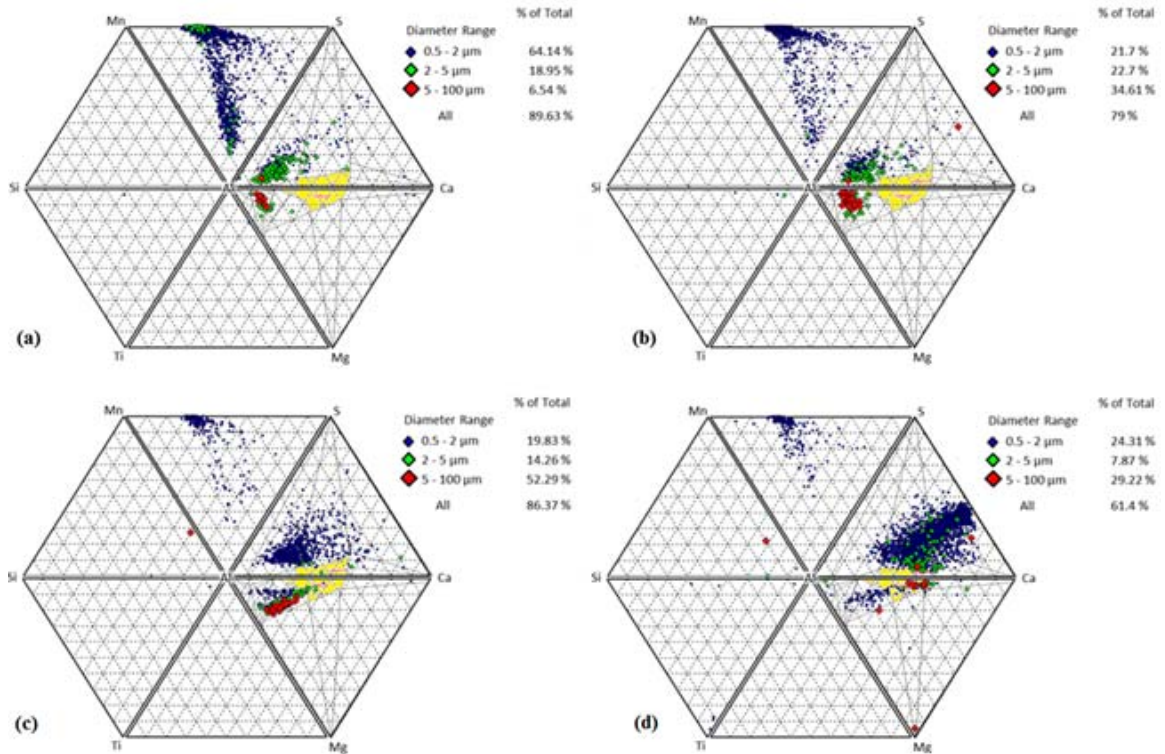 Mn S
Diameter Range % of Total
0.5 - 2 µm 64.14 %
2 - 5 µm 18.95 %
5 - 100 µm 6.54 %
All 89.63 %
Si Ca
(a)
Ti Mg
Mn S
Diameter Range % of Total
0.5 - 2 µm 21.7 %
2 - 5 µm 22.7 %
5 - 100 µm 34.61 %
All 79 %
Si Ca
(b)
Ti Mg
Mn S
Diameter Range % of Total
0.5 - 2 µm 19.83 %
2 - 5 µm 14.26 %
5 - 100 µm 52.29 %
All 86.37 %
Si Ca
(c)
Ti Mg
Mn S
Diameter Range % of Total
0.5 - 2 µm 24.31 %
2 - 5 µm 7.87 %
5 - 100 µm 29.22 %
All 61.4 %
Si Ca
(d)
Ti Mg